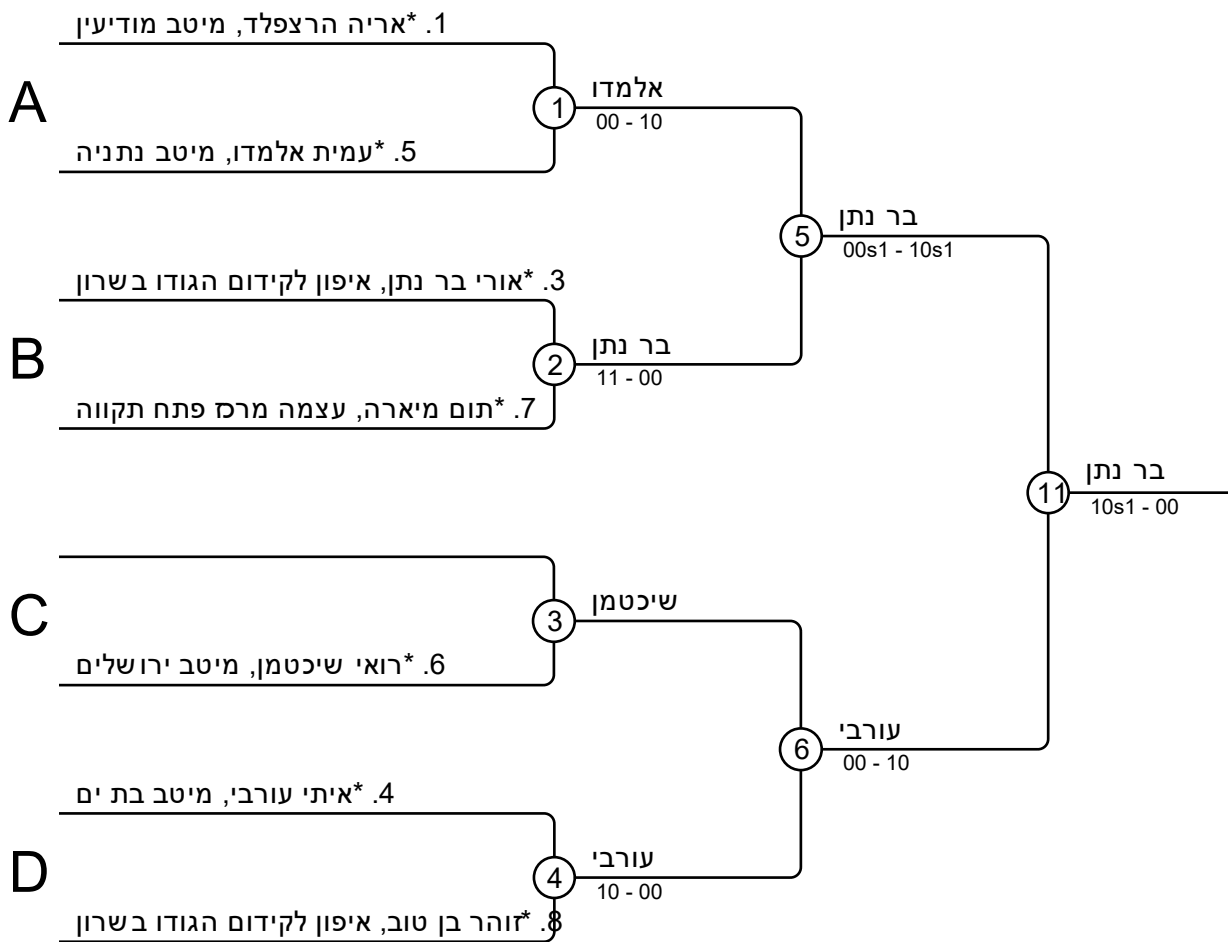 1. *אריה הרצפלד, מיטב מודיעין
A
1
אלמדו
00 - 10
5. *עמית אלמדו, מיטב נתניה
5
בר נתן
00s1 - 10s1
3. *אורי בר נתן, איפון לקידום הגודו בשרון
B
2
בר נתן
11 - 00
7. *תום מיארה, עצמה מרכז פתח תקווה
11
בר נתן
10s1 - 00
C
3
שיכטמן
6. *רואי שיכטמן, מיטב ירושלים
6
עורבי
00 - 10
4. *איתי עורבי, מיטב בת ים
D
4
עורבי
10 - 00
8. *זוהר בן טוב, איפון לקידום הגודו בשרון